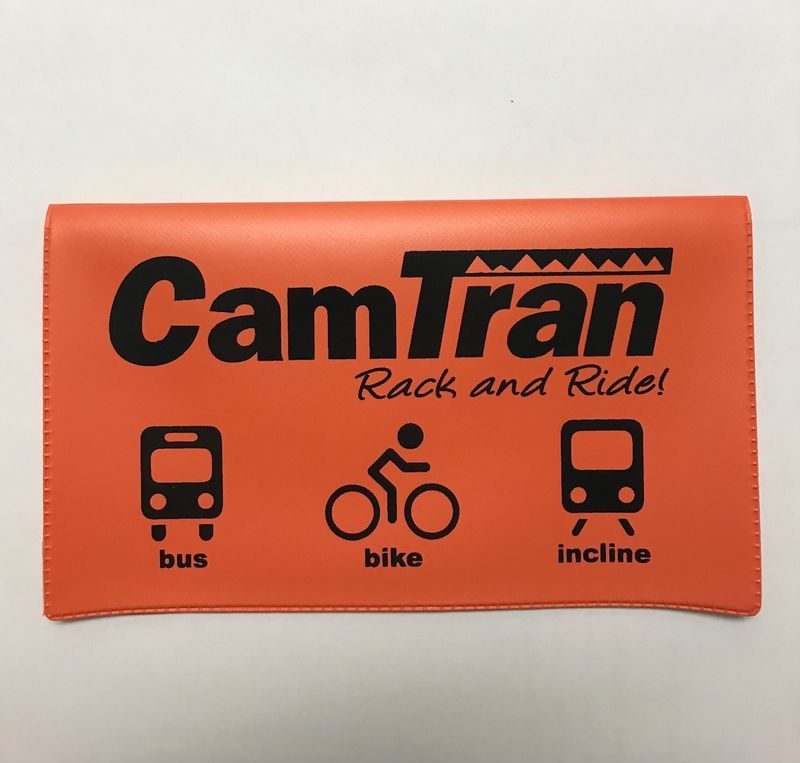 CamTran
Rack and Ride!
bus bike incline